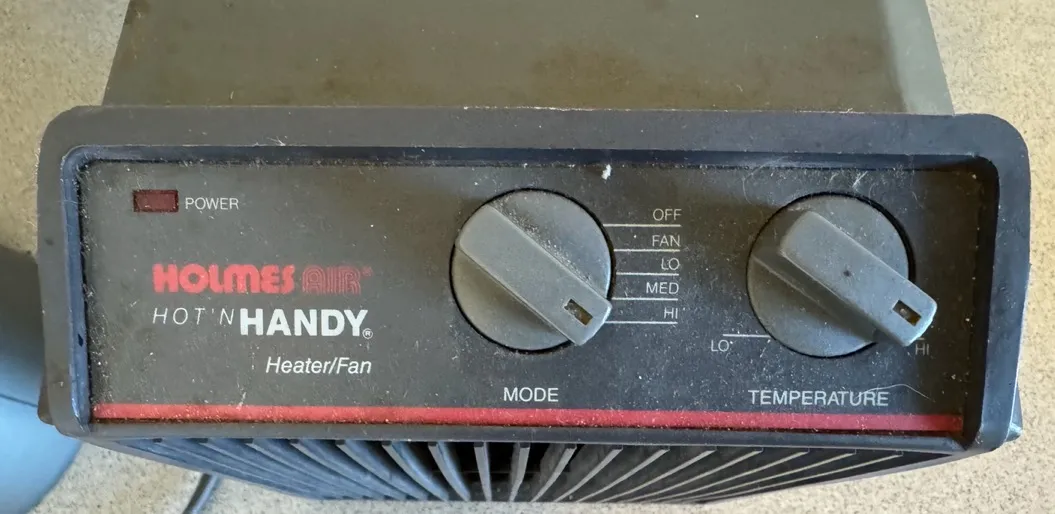 POWER
HOLMES AIR®
HOT 'N HANDY®
Heater/Fan
OFF
FAN
LO
MED
HI
MODE
LO
HI
TEMPERATURE